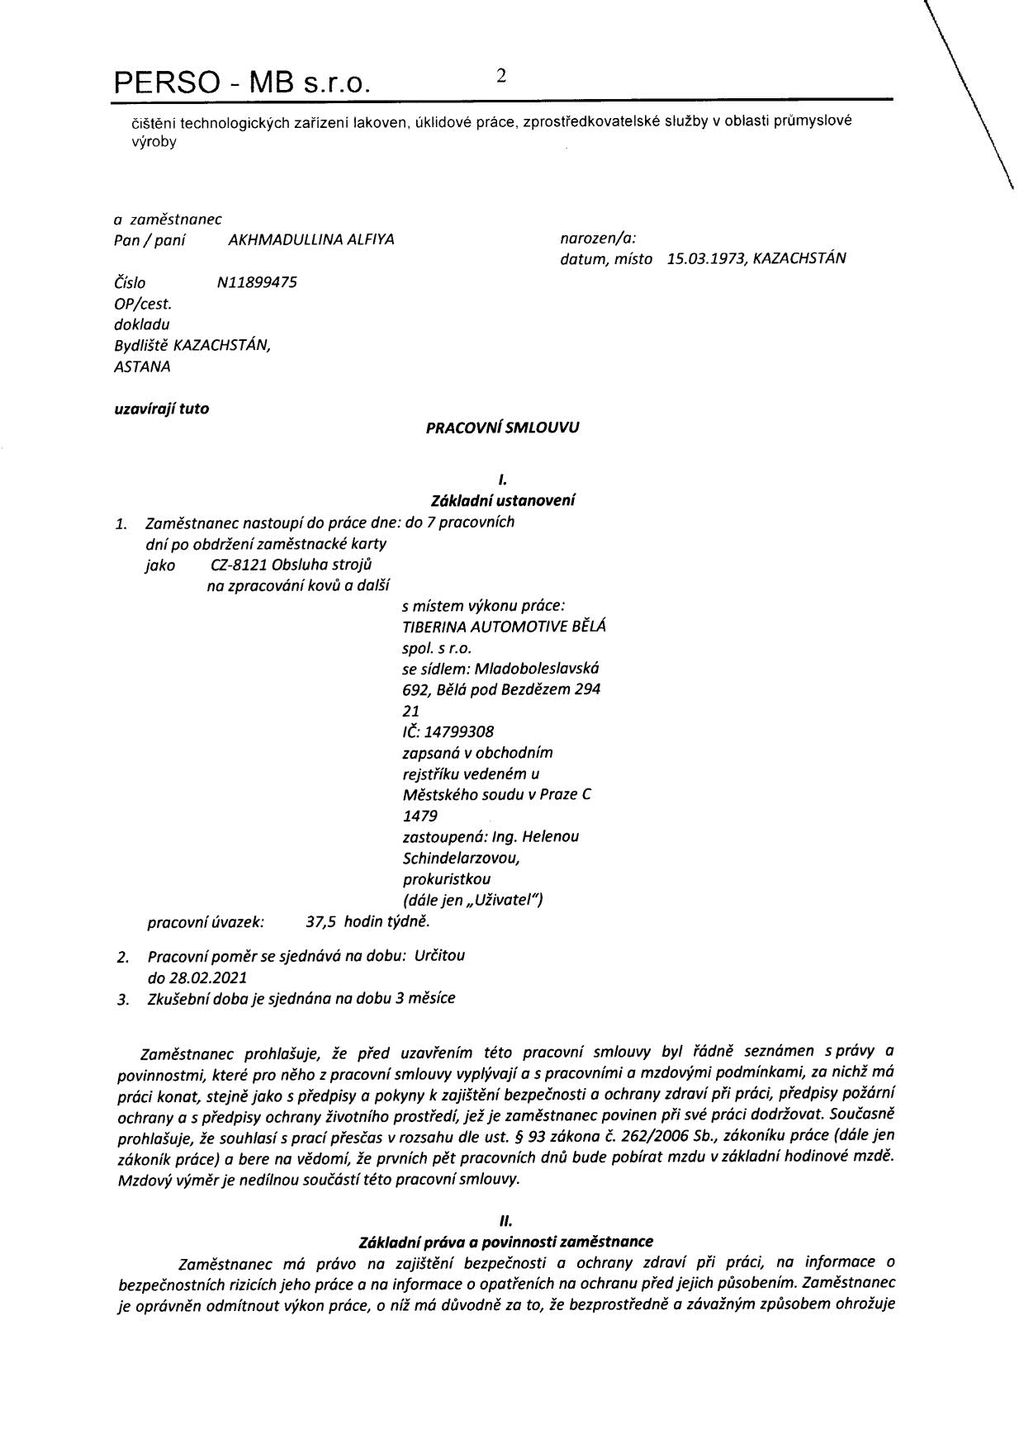 PERSO - MB s.r.o.
2
čištění technologických zařízení lakoven, úklidové práce, zprostředkovatelské služby v oblasti průmyslové
výroby
a zaměstnanec
Pan / paní AKHMADULLINA ALFIYA
narozen/a:
datum, místo 15.03.1973, KAZACHSTÁN
Číslo N11899475
OP/cest.
dokladu
Bydliště KAZACHSTÁN,
ASTANA
uzavírají tuto
PRACOVNÍ SMLOUVU
I.
Základní ustanovení
1. Zaměstnanec nastoupí do práce dne: do 7 pracovních
dní po obdržení zaměstnacké karty
jako CZ-8121 Obsluha strojů
na zpracování kovů a další
s místem výkonu práce:
TIBERINA AUTOMOTIVE BĚLÁ
spol. s r.o.
se sídlem: Mladoboleslavská
692, Bělá pod Bezdězem 294
21
IČ: 14799308
zapsaná v obchodním
rejstříku vedeném u
Městského soudu v Praze C
1479
zastoupená: Ing. Helenou
Schindelarzovou,
prokuristkou
(dále jen „Uživatel")
pracovní úvazek: 37,5 hodin týdně.
2. Pracovní poměr se sjednává na dobu: Určitou
do 28.02.2021
3. Zkušební doba je sjednána na dobu 3 měsíce
Zaměstnanec prohlašuje, že před uzavřením této pracovní smlouvy byl řádně seznámen s právy a
povinnostmi, které pro něho z pracovní smlouvy vyplývají a s pracovními a mzdovými podmínkami, za nichž má
práci konat, stejně jako s předpisy a pokyny k zajištění bezpečnosti a ochrany zdraví při práci, předpisy požární
ochrany a s předpisy ochrany životního prostředí, jež je zaměstnanec povinen při své práci dodržovat. Současně
prohlašuje, že souhlasí s prací přesčas v rozsahu dle ust. § 93 zákona č. 262/2006 Sb., zákoníku práce (dále jen
zákoník práce) a bere na vědomí, že prvních pět pracovních dnů bude pobírat mzdu v základní hodinové mzdě.
Mzdový výměr je nedílnou součástí této pracovní smlouvy.
II.
Základní práva a povinnosti zaměstnance
Zaměstnanec má právo na zajištění bezpečnosti a ochrany zdraví při práci, na informace o
bezpečnostních rizicích jeho práce a na informace o opatřeních na ochranu před jejich působením. Zaměstnanec
je oprávněn odmítnout výkon práce, o níž má důvodně za to, že bezprostředně a závažným způsobem ohrožuje